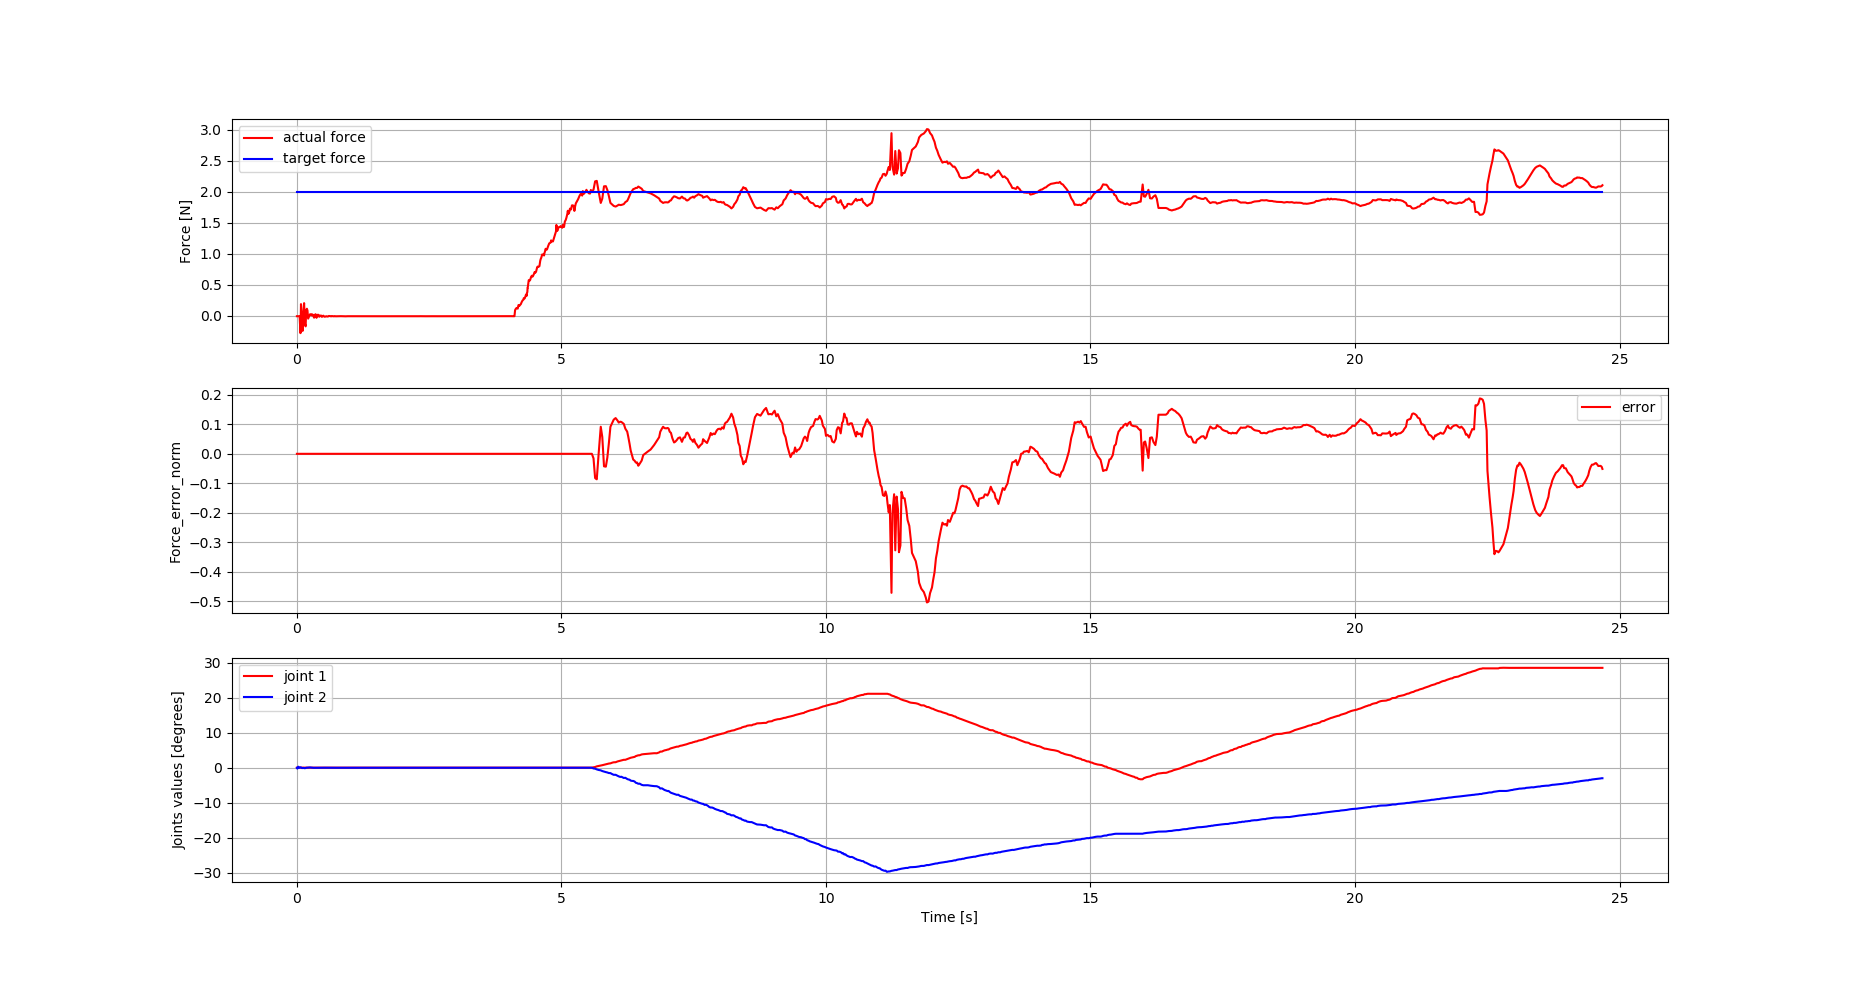 3.0
2.5
2.0
1.5
1.0
0.5
0.0
Force [N]
actual force
target force
0 5 10 15 20 25
0.2
0.1
0.0
−0.1
−0.2
−0.3
−0.4
−0.5
Force_error_norm
error
0 5 10 15 20 25
30
20
10
0
−10
−20
−30
Joints values [degrees]
joint 1
joint 2
0 5 10 15 20 25
Time [s]